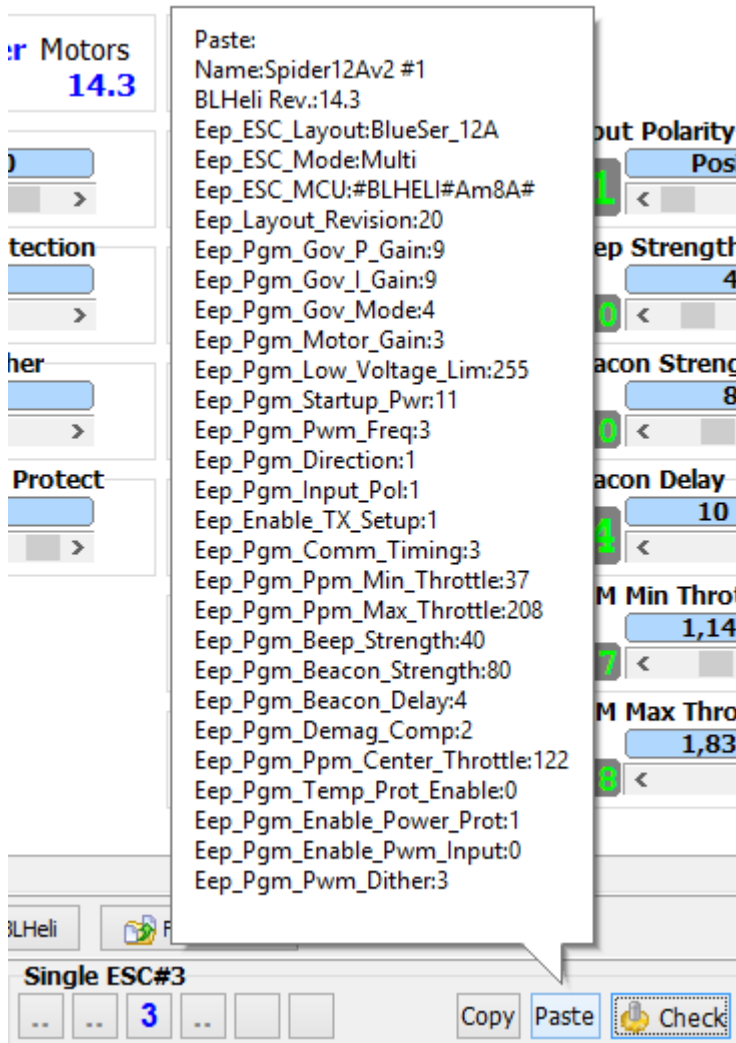 er Motors
14.3
Paste:
Name:Spider12Av2 #1
BLHeli Rev.:14.3
Eep_ESC_Layout:BlueSer_12A
Eep_ESC_Mode:Multi
Eep_ESC_MCU:#BLHELI#Am8A#
Eep_Layout_Revision:20
Eep_Pgm_Gov_P_Gain:9
Eep_Pgm_Gov_I_Gain:9
Eep_Pgm_Gov_Mode:4
Eep_Pgm_Motor_Gain:3
Eep_Pgm_Low_Voltage_Lim:255
Eep_Pgm_Startup_Pwr:11
Eep_Pgm_Pwm_Freq:3
Eep_Pgm_Direction:1
Eep_Pgm_Input_Pol:1
Eep_Enable_TX_Setup:1
Eep_Pgm_Comm_Timing:3
Eep_Pgm_Ppm_Min_Throttle:37
Eep_Pgm_Ppm_Max_Throttle:208
Eep_Pgm_Beep_Strength:40
Eep_Pgm_Beacon_Strength:80
Eep_Pgm_Beacon_Delay:4
Eep_Pgm_Demag_Comp:2
Eep_Pgm_Ppm_Center_Throttle:122
Eep_Pgm_Temp_Prot_Enable:0
Eep_Pgm_Enable_Power_Prot:1
Eep_Pgm_Enable_Pwm_Input:0
Eep_Pgm_Pwm_Dither:3
tection
her
Protect
out Polarity
1 Posi
ep Strength
0 4
acon Streng
0 8
acon Delay
4 10
M Min Throt
7 1,14
M Max Thro
8 1,83
BLHeli
F
Single ESC#3
.. .. 3 ..
Copy Paste Check